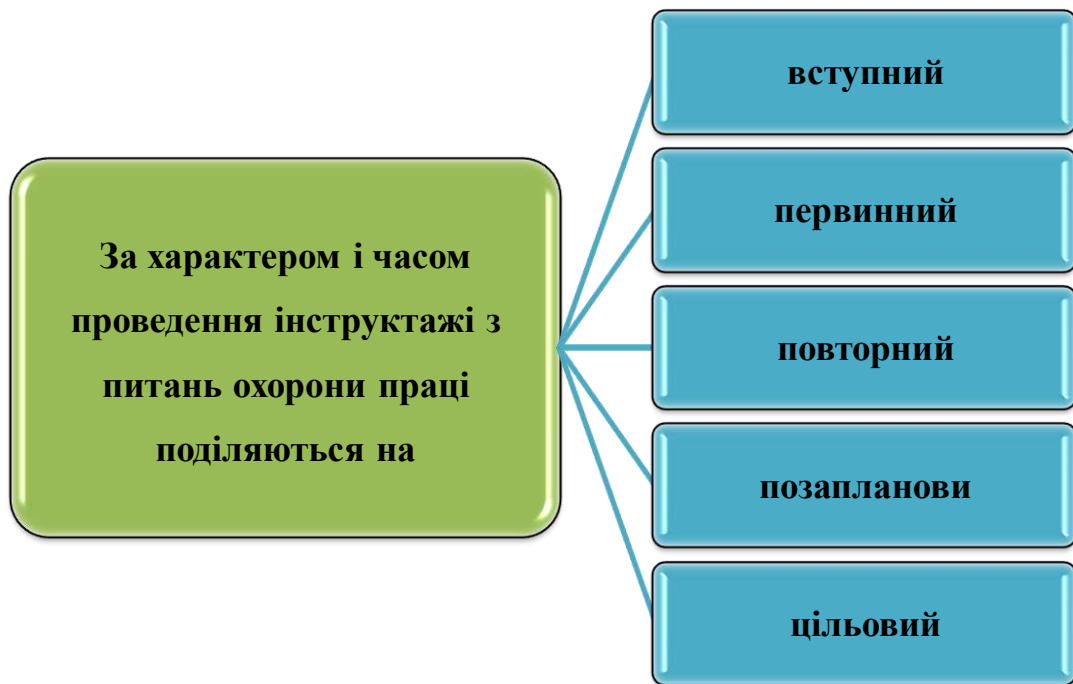 За характером і часом
проведення інструктажі з
питань охорони праці
поділяються на
вступний
первинний
повторний
позапланови
цільовий